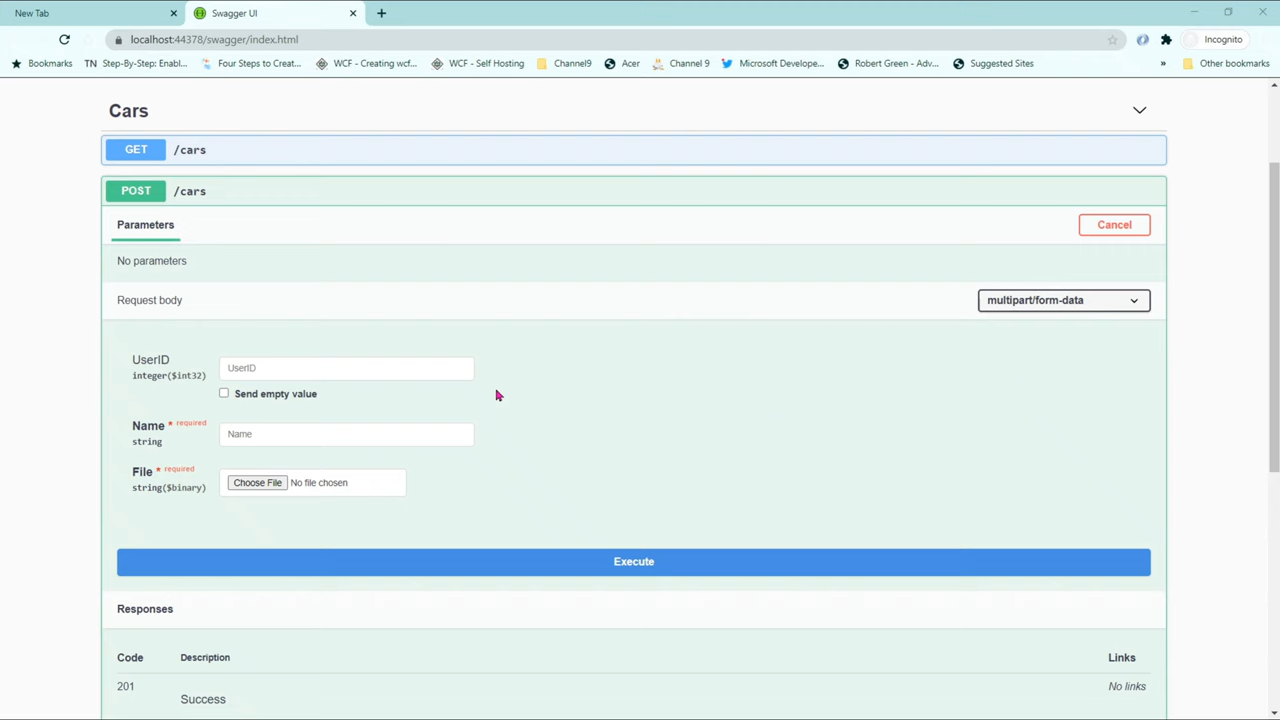 New Tab
Swagger UI
localhost:44378/swagger/index.html
Incognito
Bookmarks
TN Step-By-Step: Enabl...
Four Steps to Creat...
WCF - Creating wcf...
WCF - Self Hosting
Channel9
Acer
Channel 9
Microsoft Develope...
Robert Green - Adv...
Suggested Sites
»
Other bookmarks
Cars
GET /cars
POST /cars
Parameters
Cancel
No parameters
Request body
multipart/form-data
UserID
integer($int32)
UserID
Send empty value
Name * required
string
Name
File * required
string($binary)
Choose File No file chosen
Execute
Responses
Code Description Links
201 Success No links